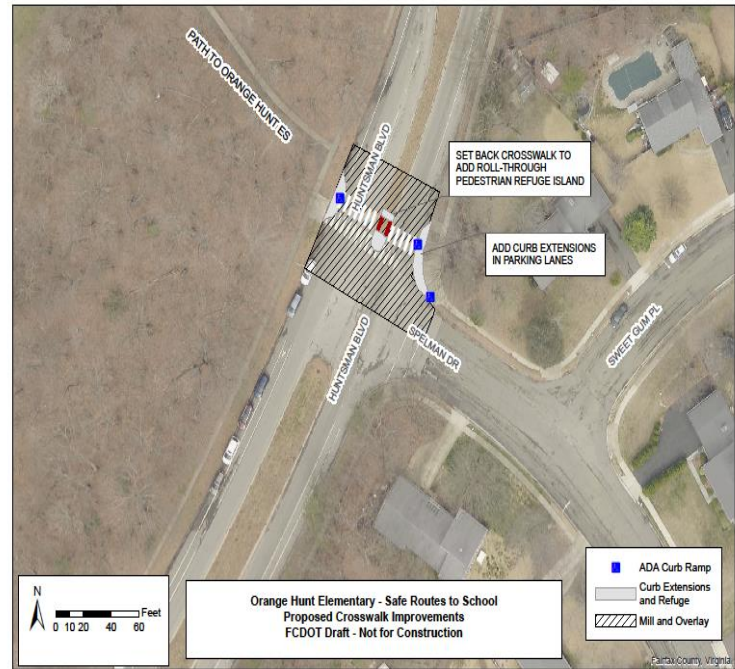 PATH TO ORANGE HUNT ES
HUNTSMAN BLVD
SET BACK CROSSWALK TO
ADD ROLL-THROUGH
PEDESTRIAN REFUGE ISLAND
ADD CURB EXTENSIONS
IN PARKING LANES
HUNTSMAN BLVD
SPELMAN DR
SWEET GUM PL
N
Feet
0 10 20 40 60
Orange Hunt Elementary - Safe Routes to School
Proposed Crosswalk Improvements
FCDOT Draft - Not for Construction
ADA Curb Ramp
Curb Extensions
and Refuge
Mill and Overlay
Fairfax County, Virginia